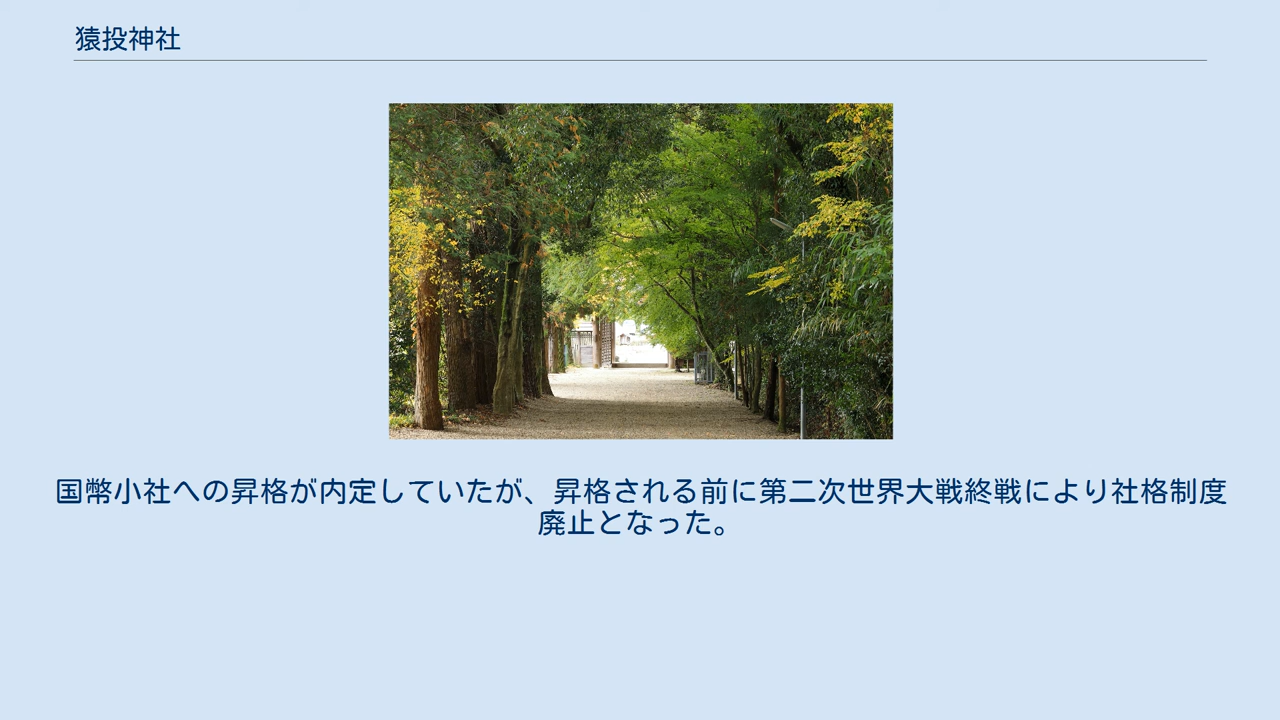 猿投神社
国幣小社への昇格が内定していたが、昇格される前に第二次世界大戦終戦により社格制度
廃止となった。